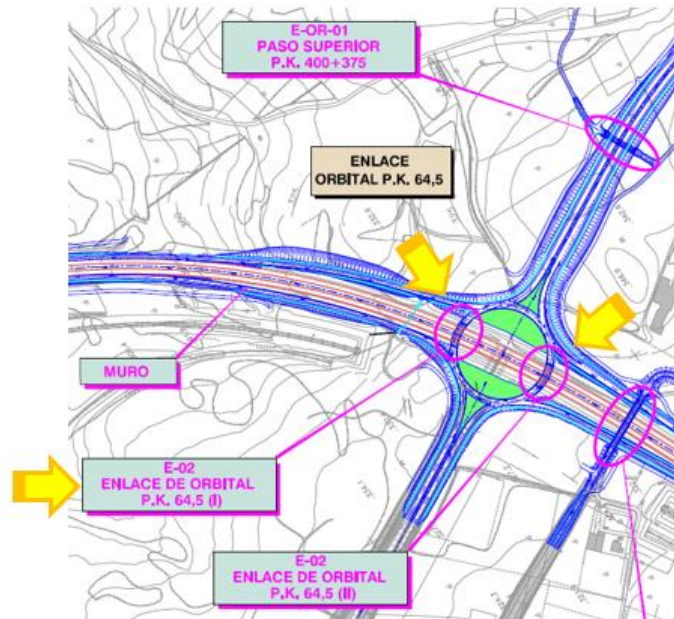 E-OR-01
PASO SUPERIOR
P.K. 400+375
ENLACE
ORBITAL P.K. 64,5
MURO
E-02
ENLACE DE ORBITAL
P.K. 64,5 (I)
E-02
ENLACE DE ORBITAL
P.K. 64,5 (II)